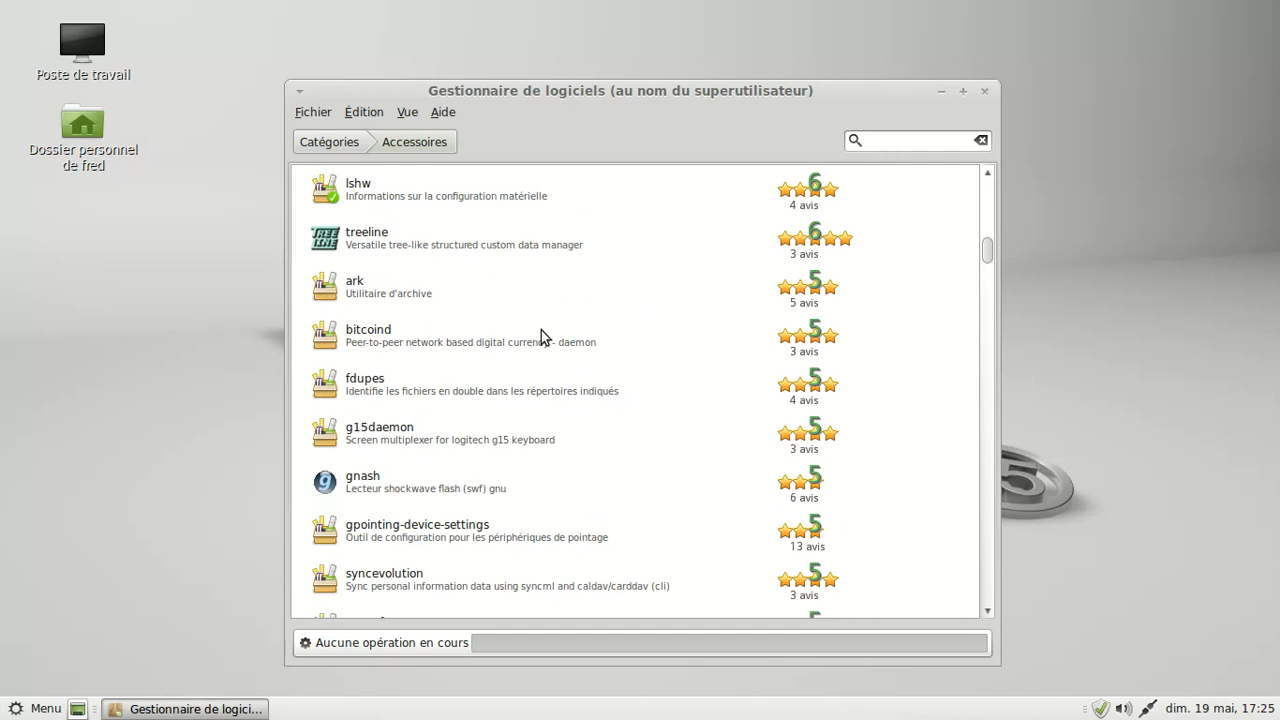 Poste de travail
Dossier personnel
de fred
Gestionnaire de logiciels (au nom du superutilisateur)
Fichier Édition Vue Aide
Catégories Accessoires
lshw
Informations sur la configuration matérielle
6
4 avis
treeline
Versatile tree-like structured custom data manager
TREE
LINE
6
3 avis
ark
Utilitaire d'archive
5
5 avis
bitcoind
Peer-to-peer network based digital - daemon
5
3 avis
fdupes
Identifie les fichiers en double dans les répertoires indiqués
5
4 avis
g15daemon
Screen multiplexer for logitech g15 keyboard
5
3 avis
gnash
Lecteur shockwave flash (swf) gnu
g
5
6 avis
gpointing-device-settings
Outil de configuration pour les périphériques de pointage
5
13 avis
syncevolution
Sync personal information data using syncml and caldav/carddav (cli)
5
3 avis
5
Aucune opération en cours
Menu
Gestionnaire de logici...
dim. 19 mai, 17:25